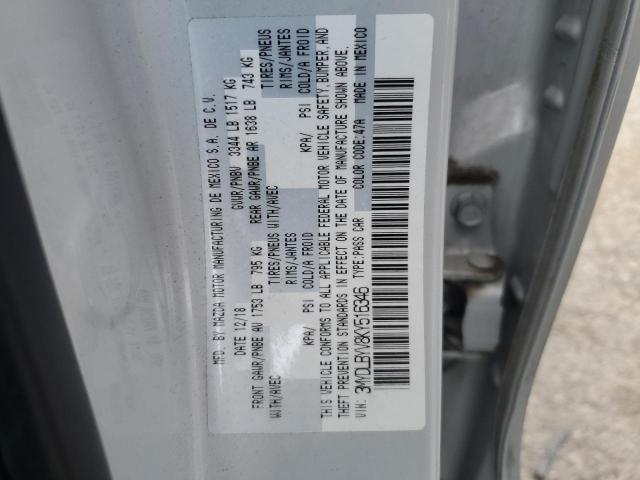 MFD. BY MAZDA MOTOR MANUFACTURING DE MEXICO S.A. DE C.V.
DATE 12/18 GVWR/PNBV 3344 LB 1517 KG
FRONT GAWR/PNBE AV 1753 LB 795 KG REAR GAWR/PNBE AR 1638 LB 743 KG
WITH/AVEC TIRES/PNEUS WITH/AVEC TIRES/PNEUS
RIMS/JANTES RIMS/JANTES
KPA/ PSI COLD/A FROID KPA/ PSI COLD/A FROID
THIS VEHICLE CONFORMS TO ALL APPLICABLE FEDERAL MOTOR VEHICLE SAFETY, BUMPER, AND
THEFT PREVENTION STANDARDS IN EFFECT ON THE DATE OF MANUFACTURE SHOWN ABOVE.
VIN: 3MYDLBYV8KY516346 TYPE:PASS CAR COLOR CODE:47A MADE IN MEXICO